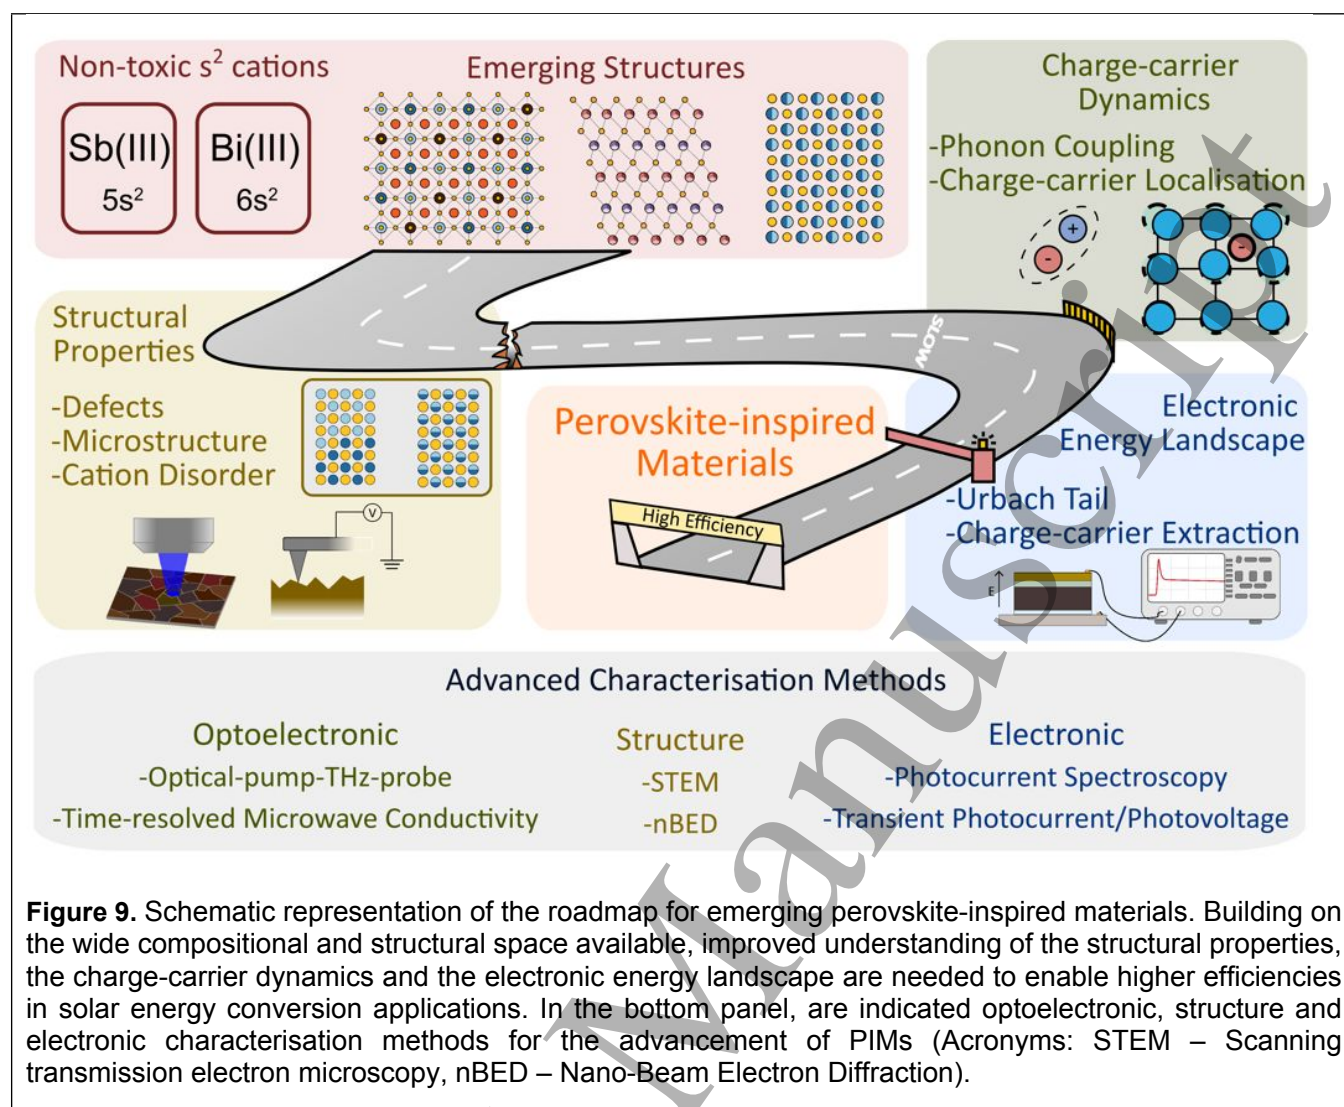 Non-toxic s² cations
Sb(III)
5s²
Bi(III)
6s²
Emerging Structures
Charge-carrier
Dynamics
-Phonon Coupling
-Charge-carrier Localisation
+
-
-
Structural
Properties
-Defects
-Microstructure
-Cation Disorder
V
SLOW
Perovskite-inspired
Materials
High Efficiency
Electronic
Energy Landscape
-Urbach Tail
-Charge-carrier Extraction
E
Advanced Characterisation Methods
Optoelectronic
-Optical-pump-THz-probe
-Time-resolved Microwave Conductivity
Structure
-STEM
-nBED
Electronic
-Photocurrent Spectroscopy
-Transient Photocurrent/Photovoltage
Manuscript
Figure 9. Schematic representation of the roadmap for emerging perovskite-inspired materials. Building on
the wide compositional and structural space available, improved understanding of the structural properties,
the charge-carrier dynamics and the electronic energy landscape are needed to enable higher efficiencies
in solar energy conversion applications. In the bottom panel, are indicated optoelectronic, structure and
electronic characterisation methods for the advancement of PIMs (Acronyms: STEM – Scanning
transmission electron microscopy, nBED – Nano-Beam Electron Diffraction).